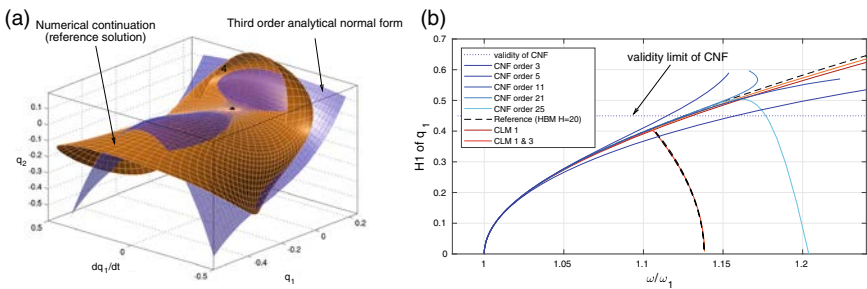 (a)
Numerical continuation
(reference solution)
Third order analytical normal form
0.1
0
-0.1
-0.2
-0.3
-0.4
-0.5
q2
0.5
0
-0.5
dq1/dt
-0.4
-0.2
0
0.2
q1
(b)
0.7
0.6
0.5
0.4
0.3
0.2
0.1
0
H1 of q1
validity of CNF
CNF order 3
CNF order 5
CNF order 11
CNF order 21
CNF order 25
Reference (HBM H=20)
CLM 1
CLM 1 & 3
validity limit of CNF
1
1.05
1.1
1.15
1.2
ω/ω1